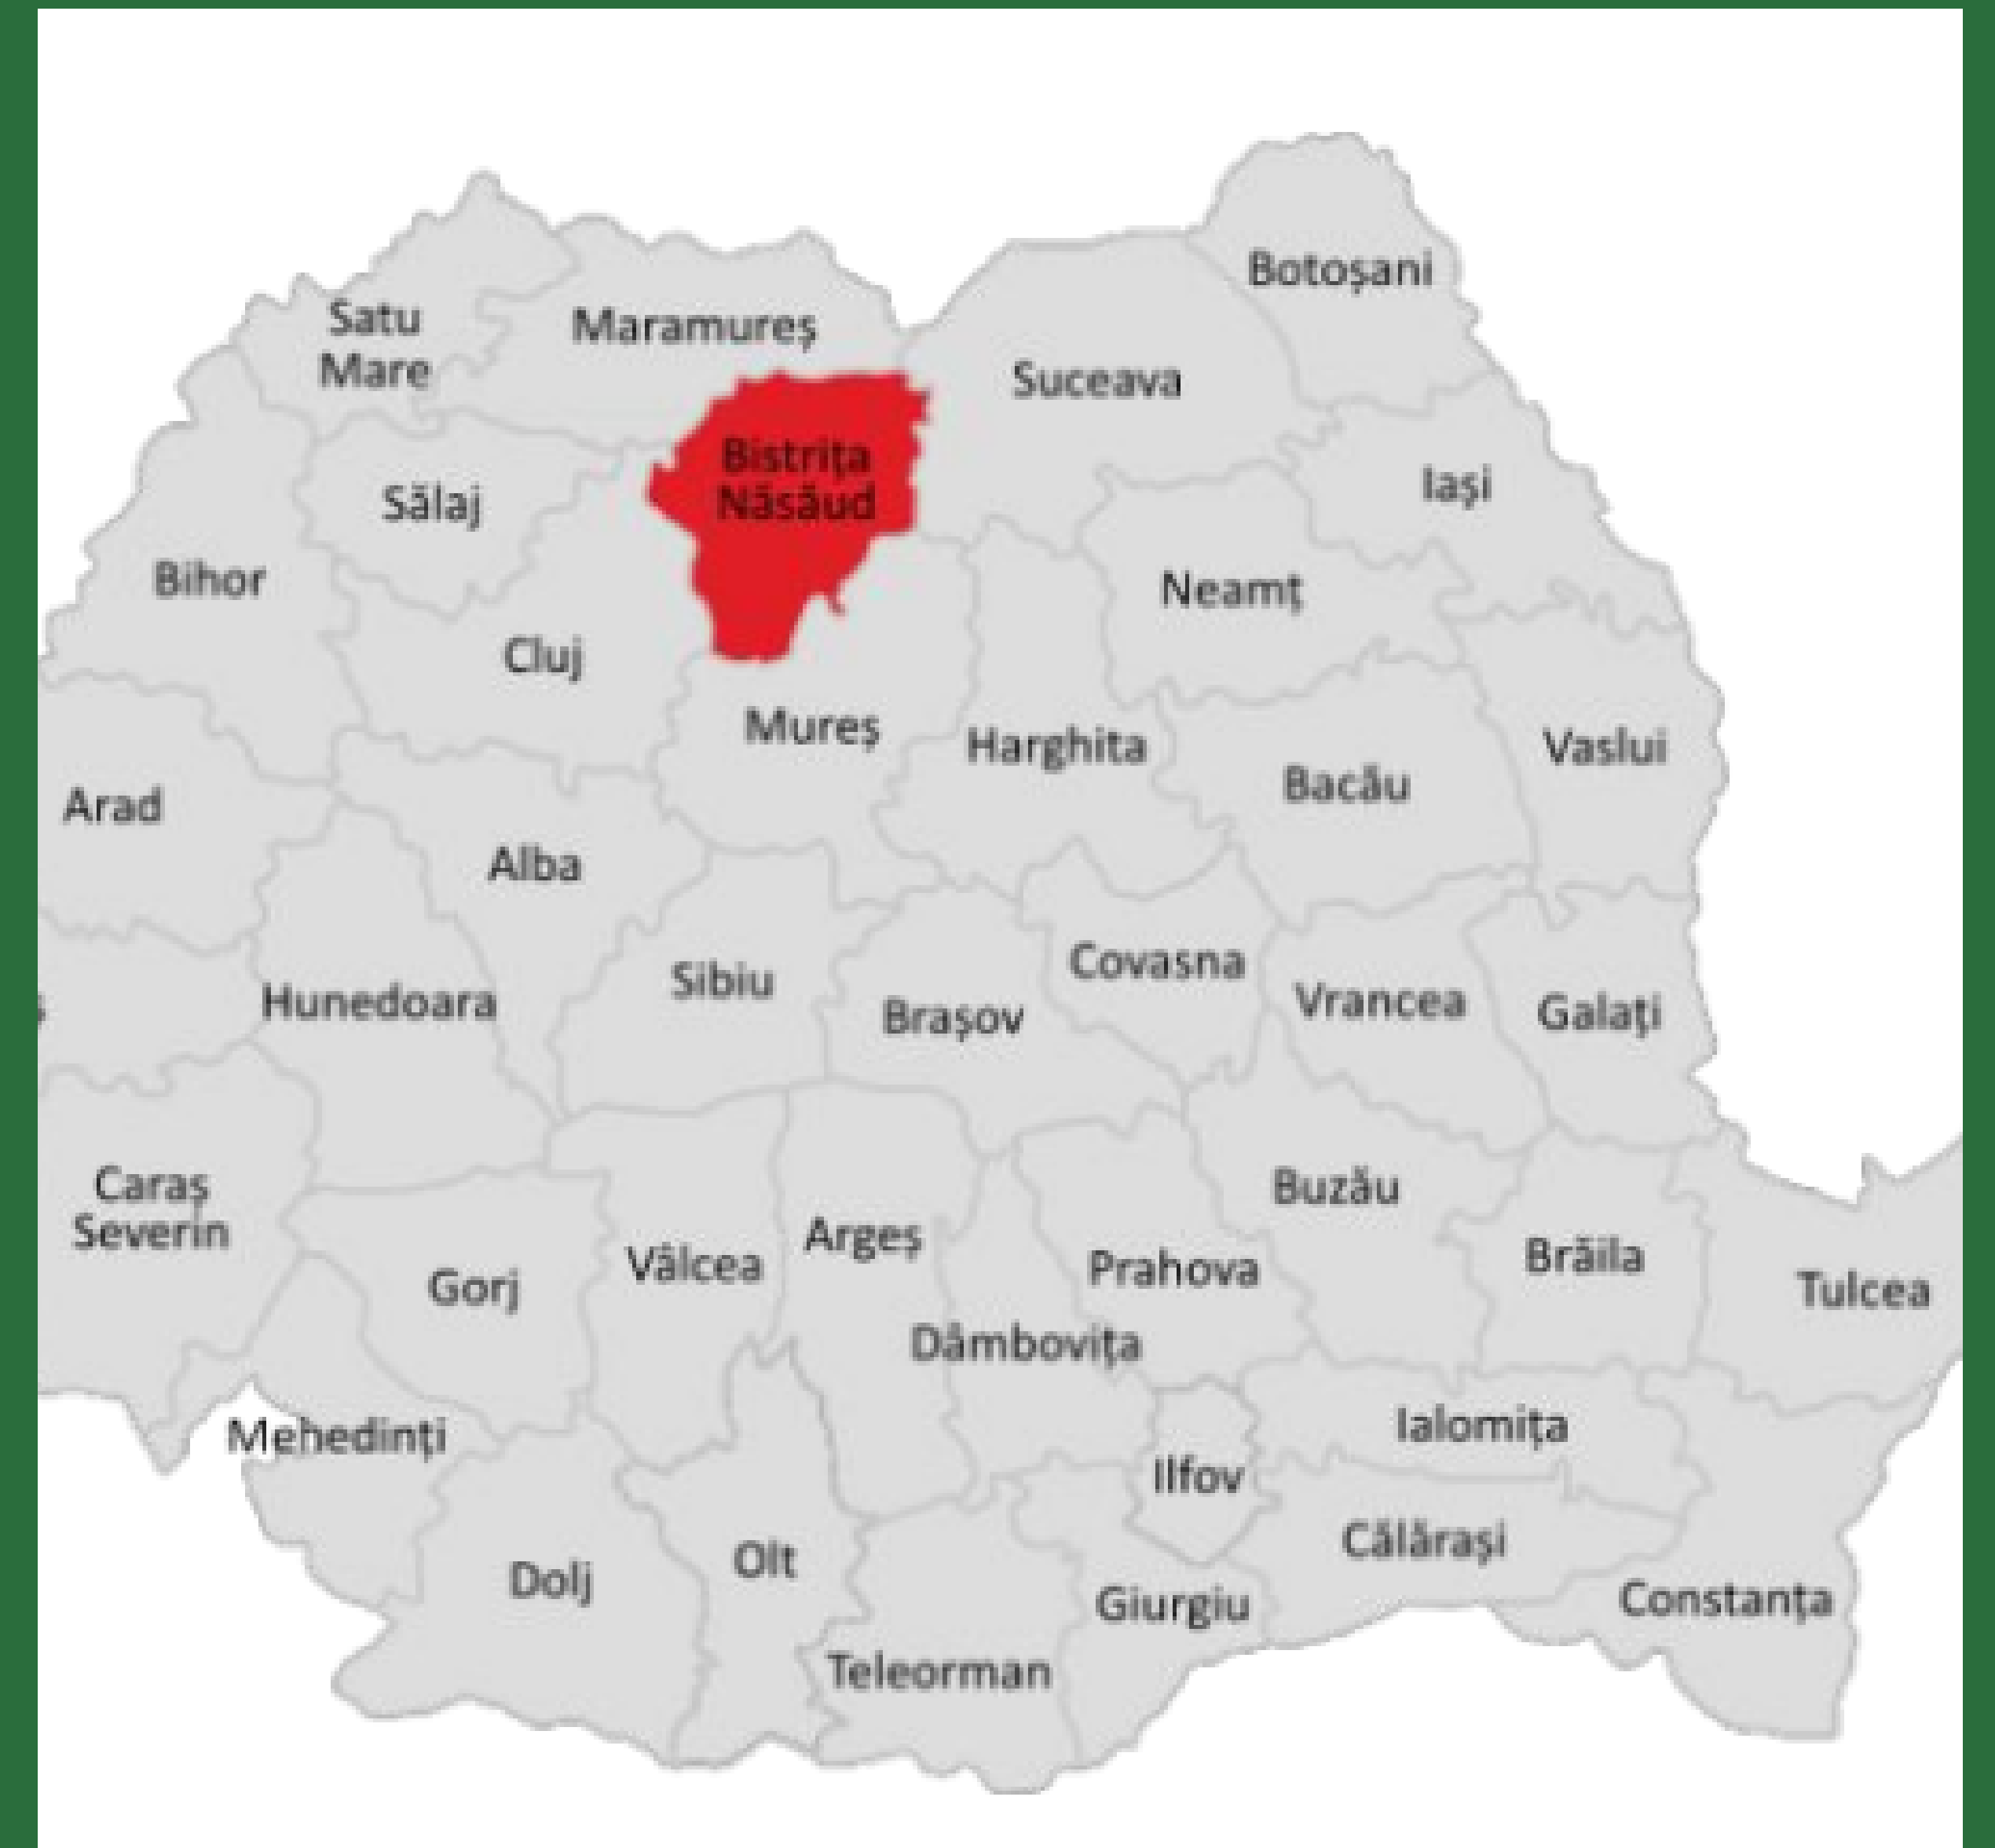 Botoșani
Satu
Mare
Maramureș
Suceava
Bistrița
Năsăud
Iași
Sălaj
Bihor
Neamț
Cluj
Mureș
Harghita
Vaslui
Bacău
Arad
Alba
Covasna
Sibiu
Hunedoara
Vrancea
Galați
Brașov
Caraș
Severin
Buzău
Argeș
Vâlcea
Prahova
Brăila
Gorj
Tulcea
Dâmbovița
Mehedinți
Ialomița
Ilfov
Călărași
Olt
Dolj
Giurgiu
Constanța
Teleorman